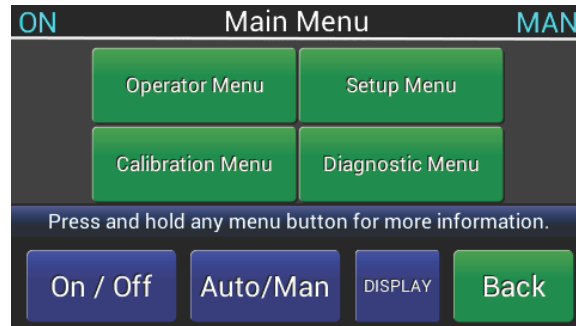 ON Main Menu MAN
Operator Menu Setup Menu
Calibration Menu Diagnostic Menu
Press and hold any menu button for more information.
On / Off Auto/Man DISPLAY Back